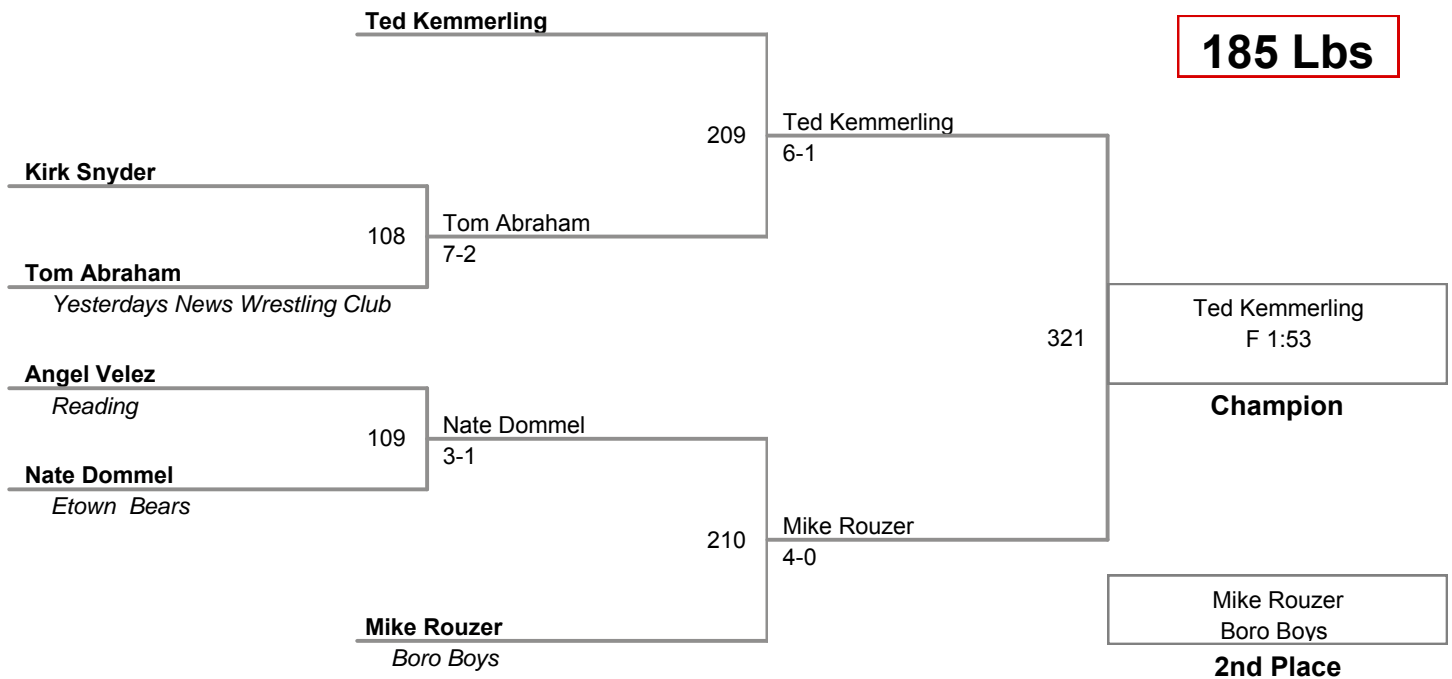 Ted Kemmerling
185 Lbs
209
Ted Kemmerling
6-1
Kirk Snyder
108
Tom Abraham
7-2
Tom Abraham
Yesterdays News Wrestling Club
321
Ted Kemmerling
F 1:53
Champion
Angel Velez
Reading
109
Nate Dommel
3-1
Nate Dommel
Etown  Bears
210
Mike Rouzer
4-0
Mike Rouzer
Boro Boys
Mike Rouzer
Boro Boys
2nd Place